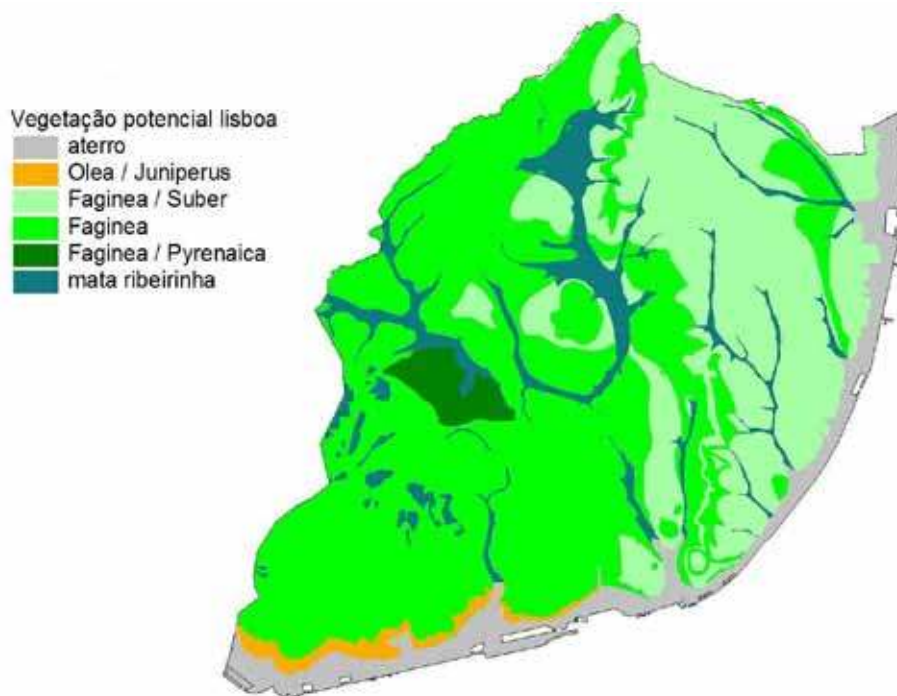 Vegetação potencial lisboa
aterro
Olea / Juniperus
Faginea / Suber
Faginea
Faginea / Pyrenaica
mata ribeirinha